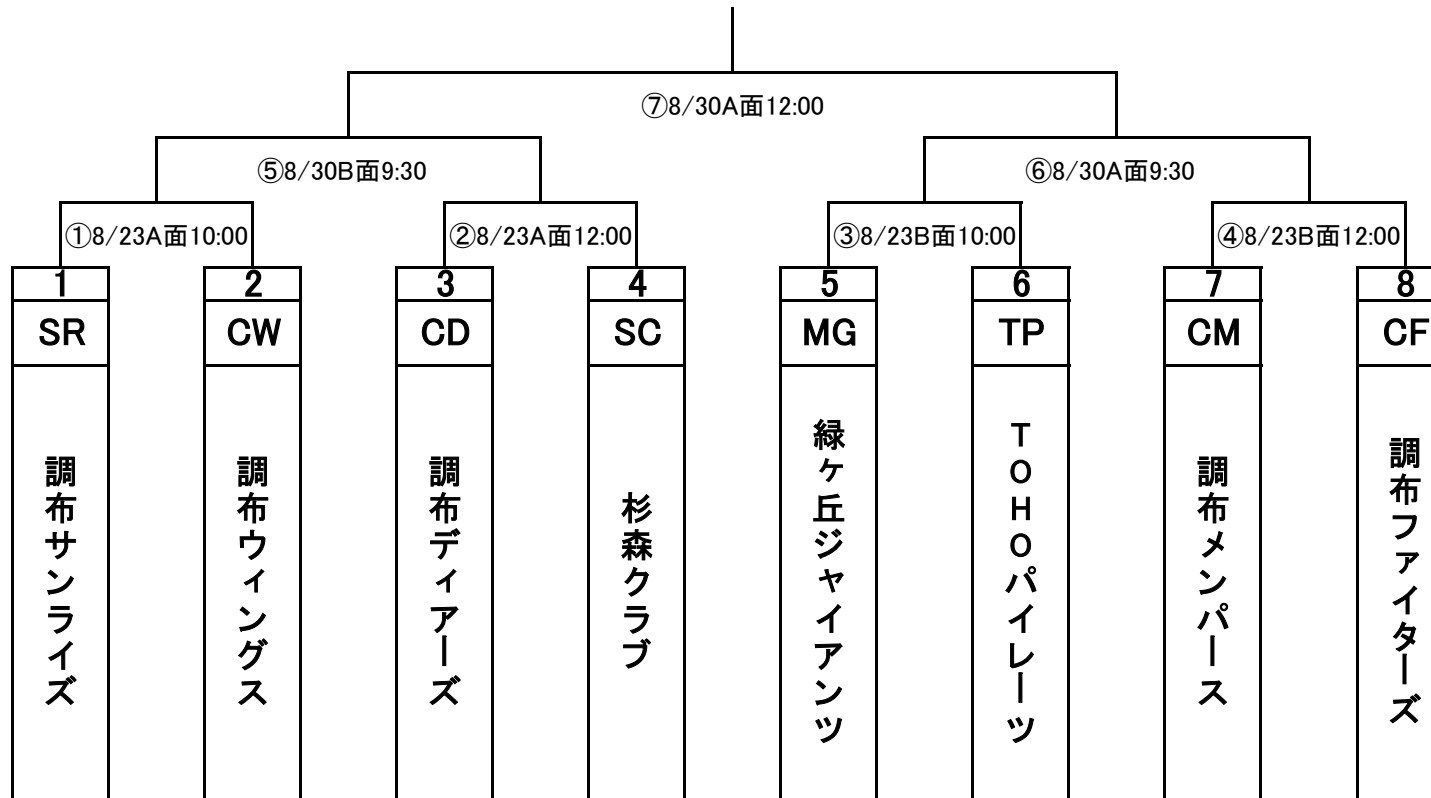 ⑦8/30A面12:00
⑤8/30B面9:30
⑥8/30A面9:30
①8/23A面10:00
②8/23A面12:00
③8/23B面10:00
④8/23B面12:00
1
2
3
4
5
6
7
8
SR
CW
CD
SC
MG
TP
CM
CF
調布サンライズ
調布ウィングス
調布ディアーズ
杉森クラブ
緑ヶ丘ジャイアンツ
TOHOパイレーツ
調布メンパース
調布ファイターズ